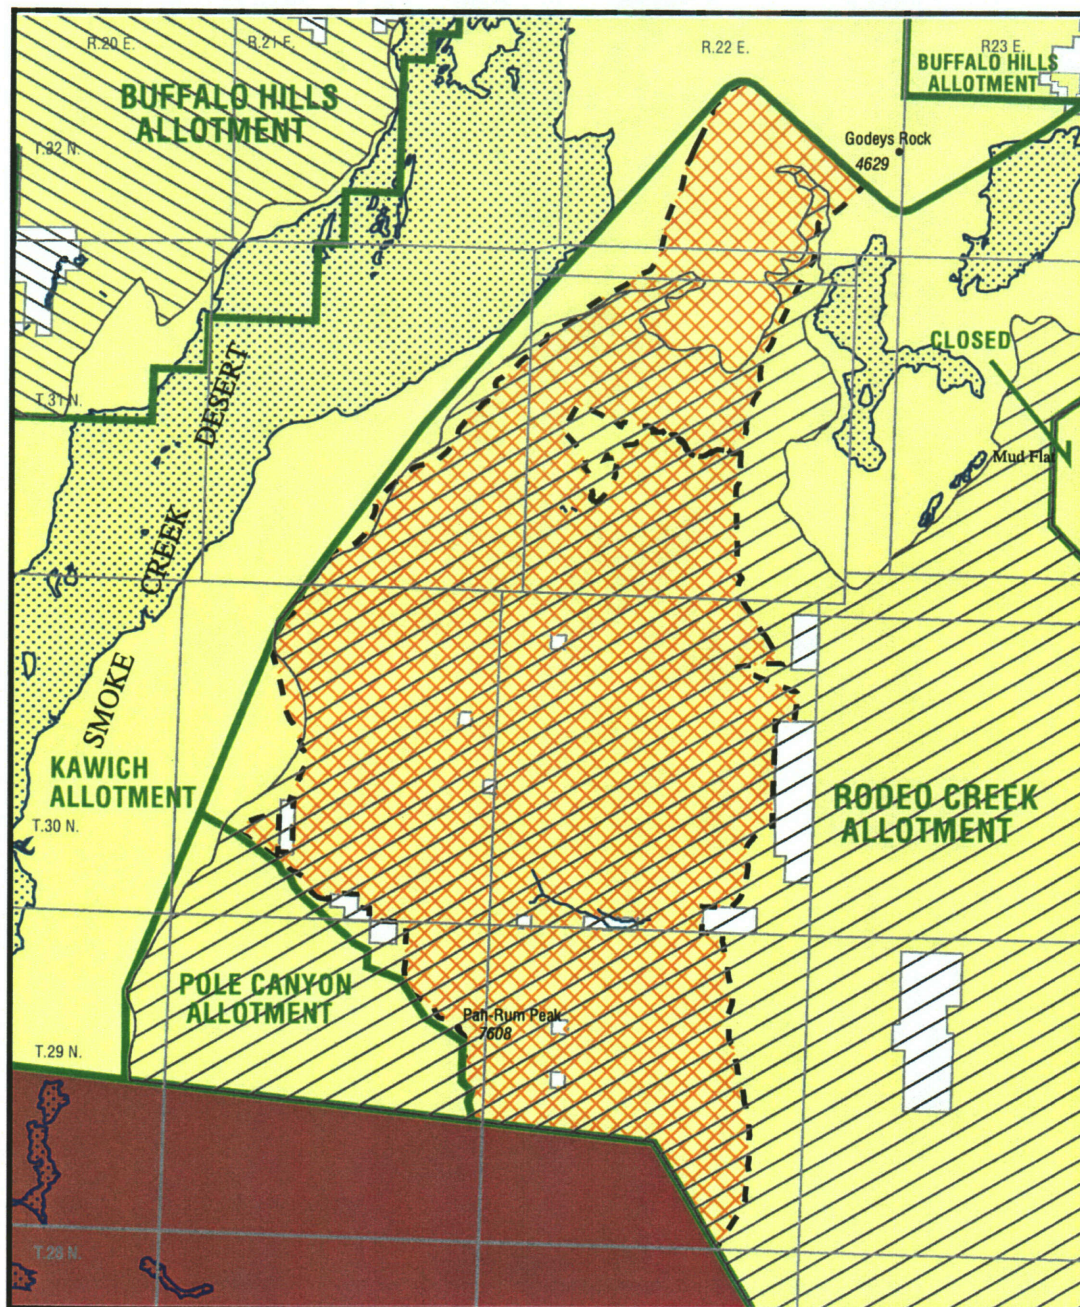 R.20 E.
R.21 E.
R.22 E.
R23 E.
BUFFALO HILLS
ALLOTMENT
BUFFALO HILLS
ALLOTMENT
T.32 N.
Godeys Rock
4629
CLOSED
T.31 N.
Mud Flat
SMOKE CREEK DESERT
KAWICH
ALLOTMENT
T.30 N.
RODEO CREEK
ALLOTMENT
POLE CANYON
ALLOTMENT
Pah-Rum Peak
7608
T.29 N.
T.28 N.